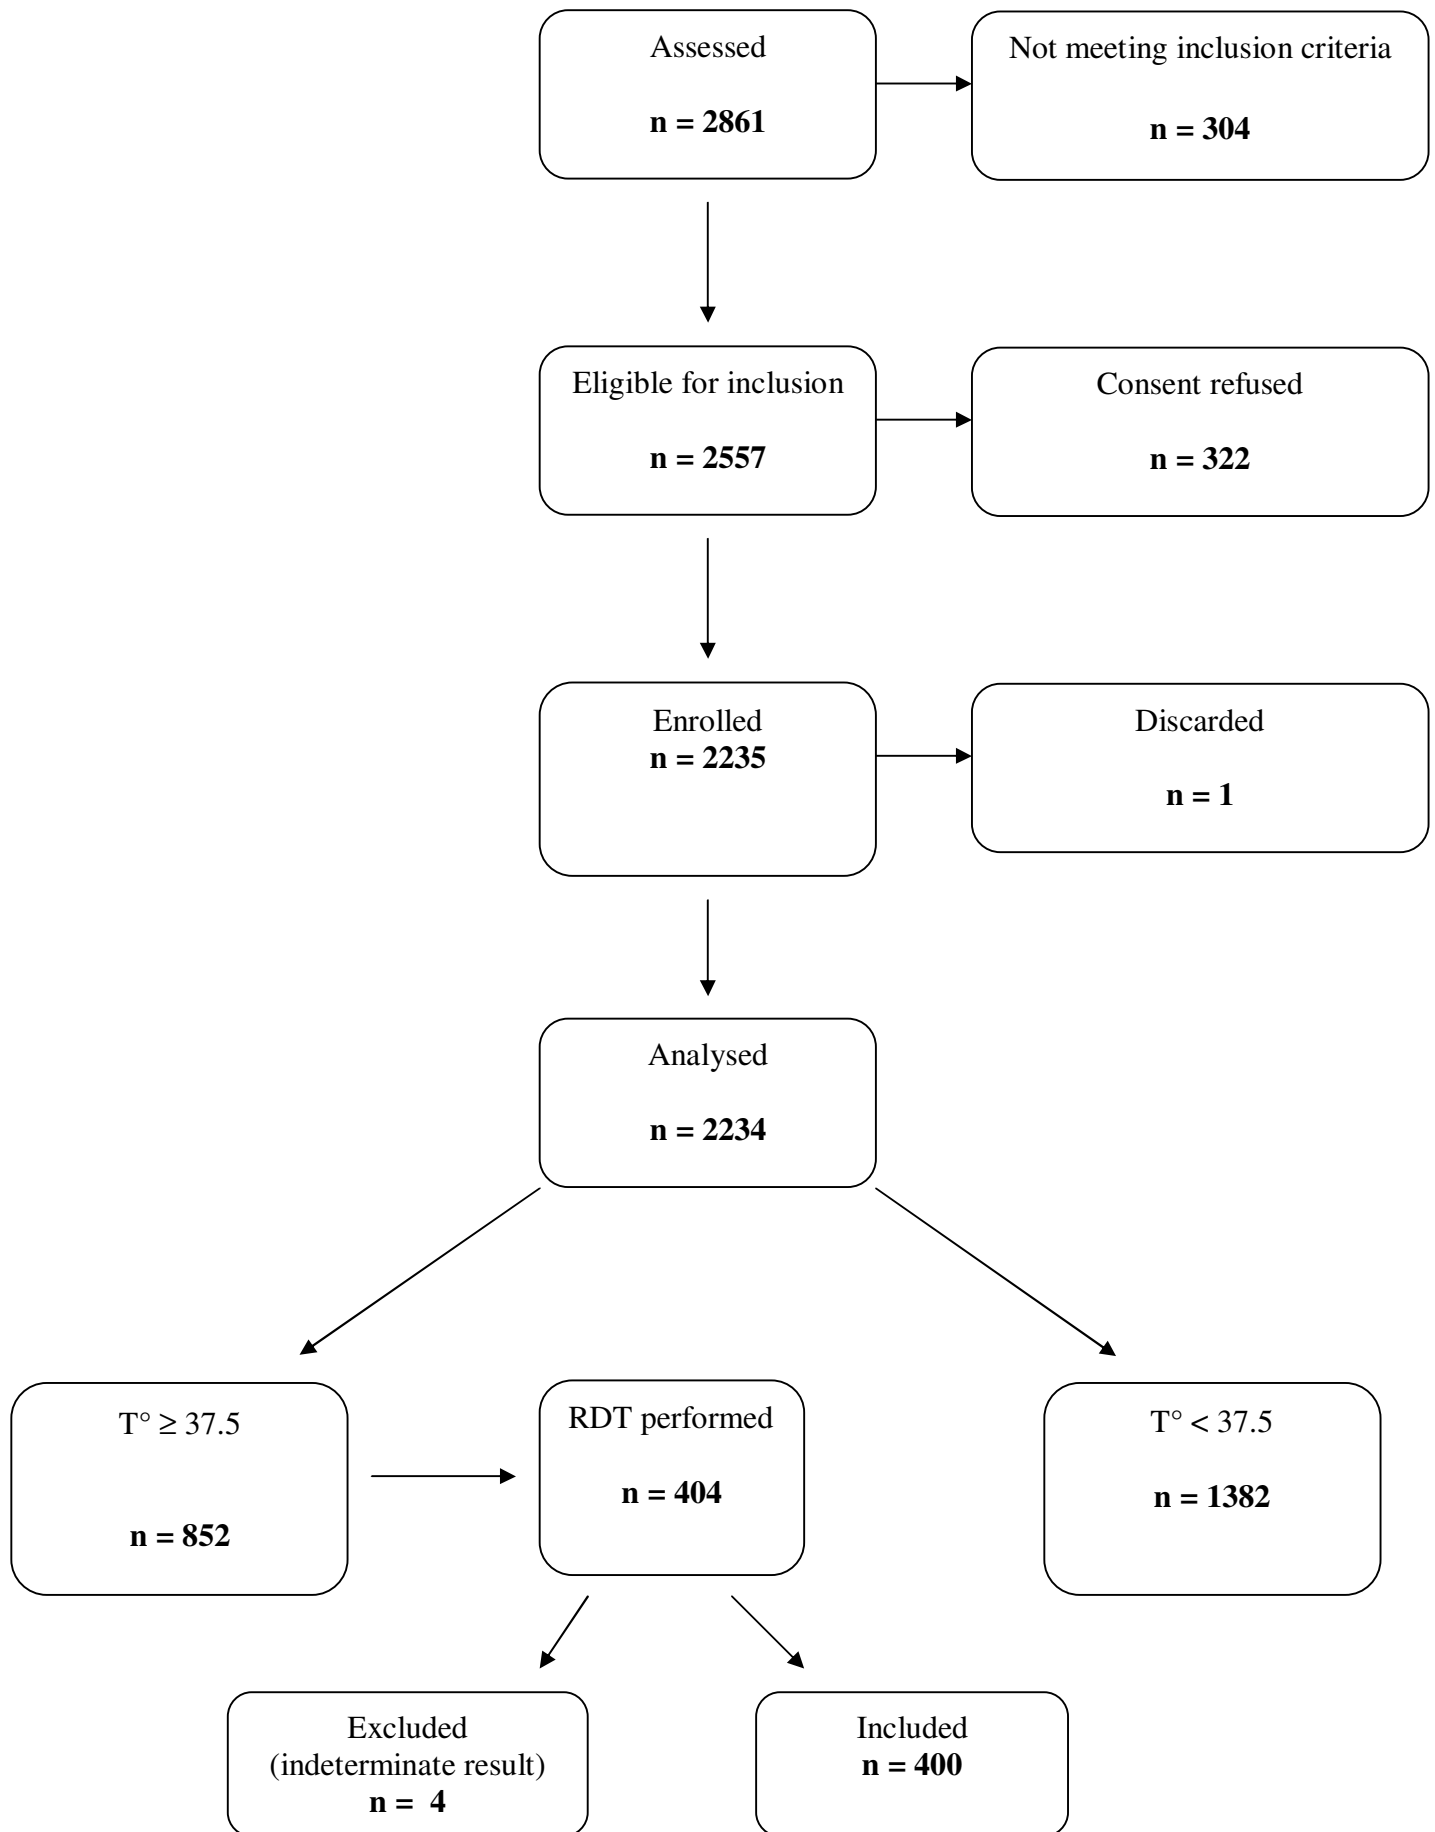 Assessed
n = 2861
Not meeting inclusion criteria
n = 304
Eligible for inclusion
n = 2557
Consent refused
n = 322
Enrolled
n = 2235
Discarded
n = 1
Analysed
n = 2234
T° ≥ 37.5
n = 852
RDT performed
n = 404
T° < 37.5
n = 1382
Excluded
(indeterminate result)
n =  4
Included
n = 400